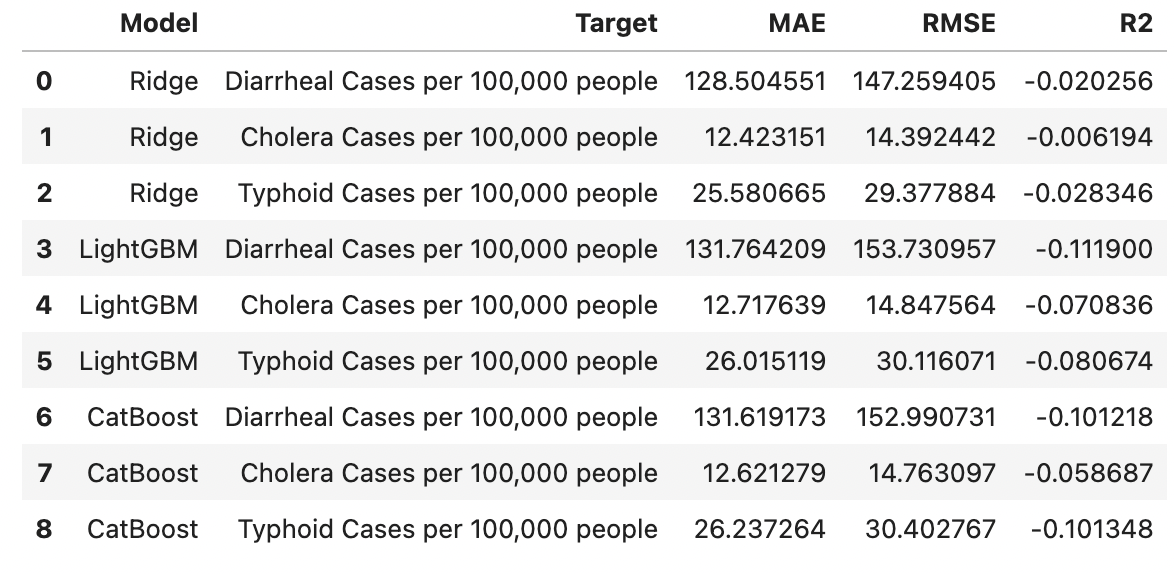 Model Target MAE RMSE R2
0 Ridge Diarrheal Cases per 100,000 people 128.504551 147.259405 -0.020256
1 Ridge Cholera Cases per 100,000 people 12.423151 14.392442 -0.006194
2 Ridge Typhoid Cases per 100,000 people 25.580665 29.377884 -0.028346
3 LightGBM Diarrheal Cases per 100,000 people 131.764209 153.730957 -0.111900
4 LightGBM Cholera Cases per 100,000 people 12.717639 14.847564 -0.070836
5 LightGBM Typhoid Cases per 100,000 people 26.015119 30.116071 -0.080674
6 CatBoost Diarrheal Cases per 100,000 people 131.619173 152.990731 -0.101218
7 CatBoost Cholera Cases per 100,000 people 12.621279 14.763097 -0.058687
8 CatBoost Typhoid Cases per 100,000 people 26.237264 30.402767 -0.101348